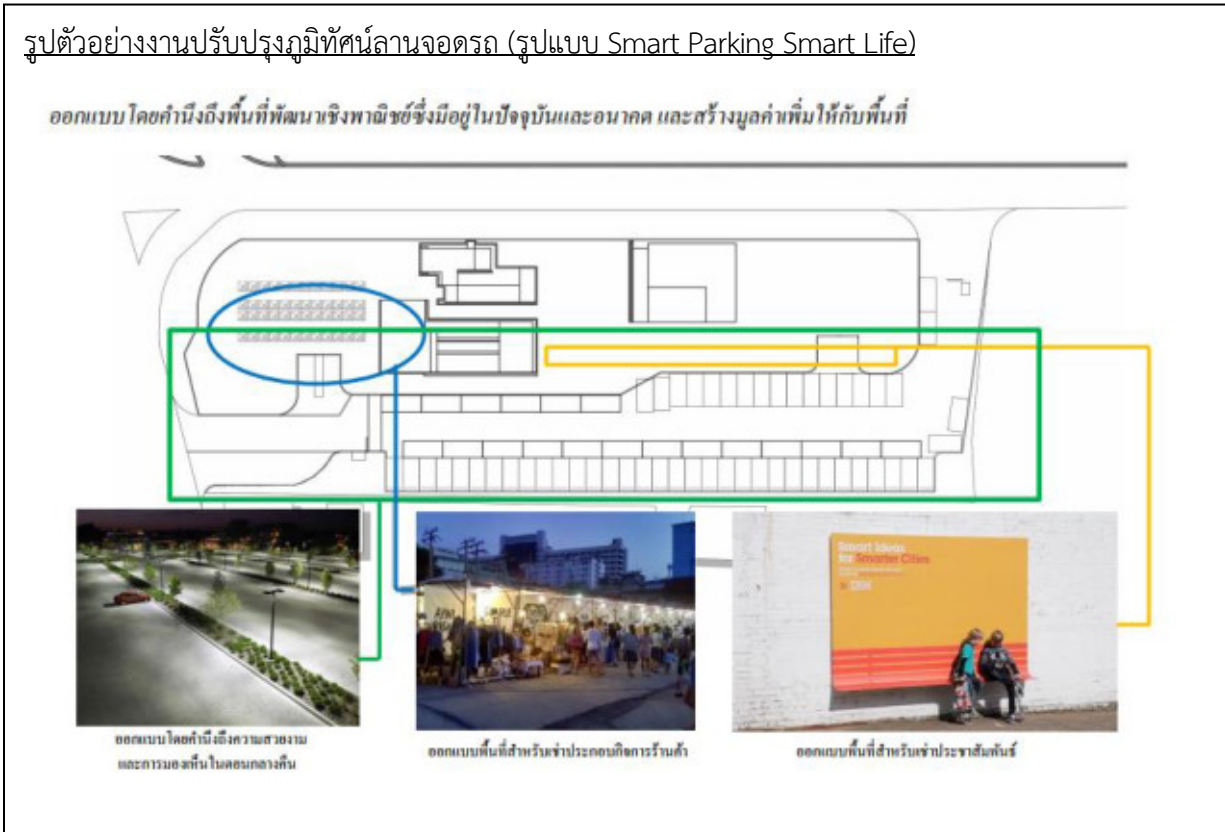 รูปตัวอย่างงานปรับปรุงภูมิทัศน์ลานจอดรถ (รูปแบบ Smart Parking Smart Life)
ออกแบบโดยคำนึงถึงพื้นที่พัฒนาเชิงพาณิชย์ซึ่งมีอยู่ในปัจจุบันและอนาคต และสร้างมูลค่าเพิ่มให้กับพื้นที่
Smart Ideas
for Smarter Cities
IBM
ออกแบบโดยคำนึงถึงความสวยงาม
และการมองเห็นในตอนกลางคืน
ออกแบบพื้นที่สำหรับเช่าประกอบกิจการร้านค้า
ออกแบบพื้นที่สำหรับเช่าประชาสัมพันธ์